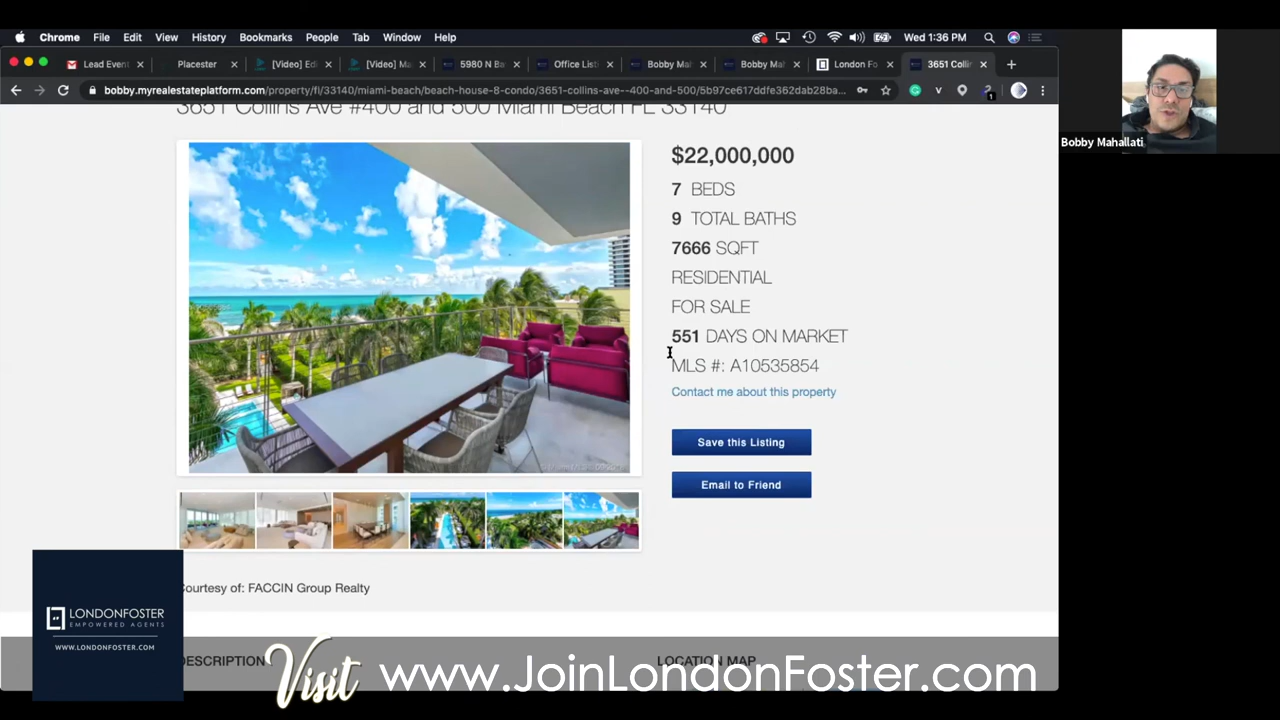 Chrome File Edit View History Bookmarks People Tab Window Help Wed 1:36 PM
Lead Event Placester [Video] Edi [Video] Ma 5980 N Ba Office Listi Bobby Mah Bobby Mah London Fo 3651 Collin
bobby.myrealestateplatform.com/property/fl/33140/miami-beach/beach-house-8-condo/3651-collins-ave--400-and-500/5b97ce617ddfe362dab28ba...
3651 Collins Ave #400 and 500 Miami Beach FL 33140
Bobby Mahallati
$22,000,000
7 BEDS
9 TOTAL BATHS
7666 SQFT
RESIDENTIAL
FOR SALE
551 DAYS ON MARKET
MLS #: A10535854
Contact me about this property
Save this Listing
Email to Friend
Courtesy of: FACCIN Group Realty
LONDONFOSTER
EMPOWERED AGENTS
WWW.LONDONFOSTER.COM
DESCRIPTION LOCATION MAP
Visit www.JoinLondonFoster.com